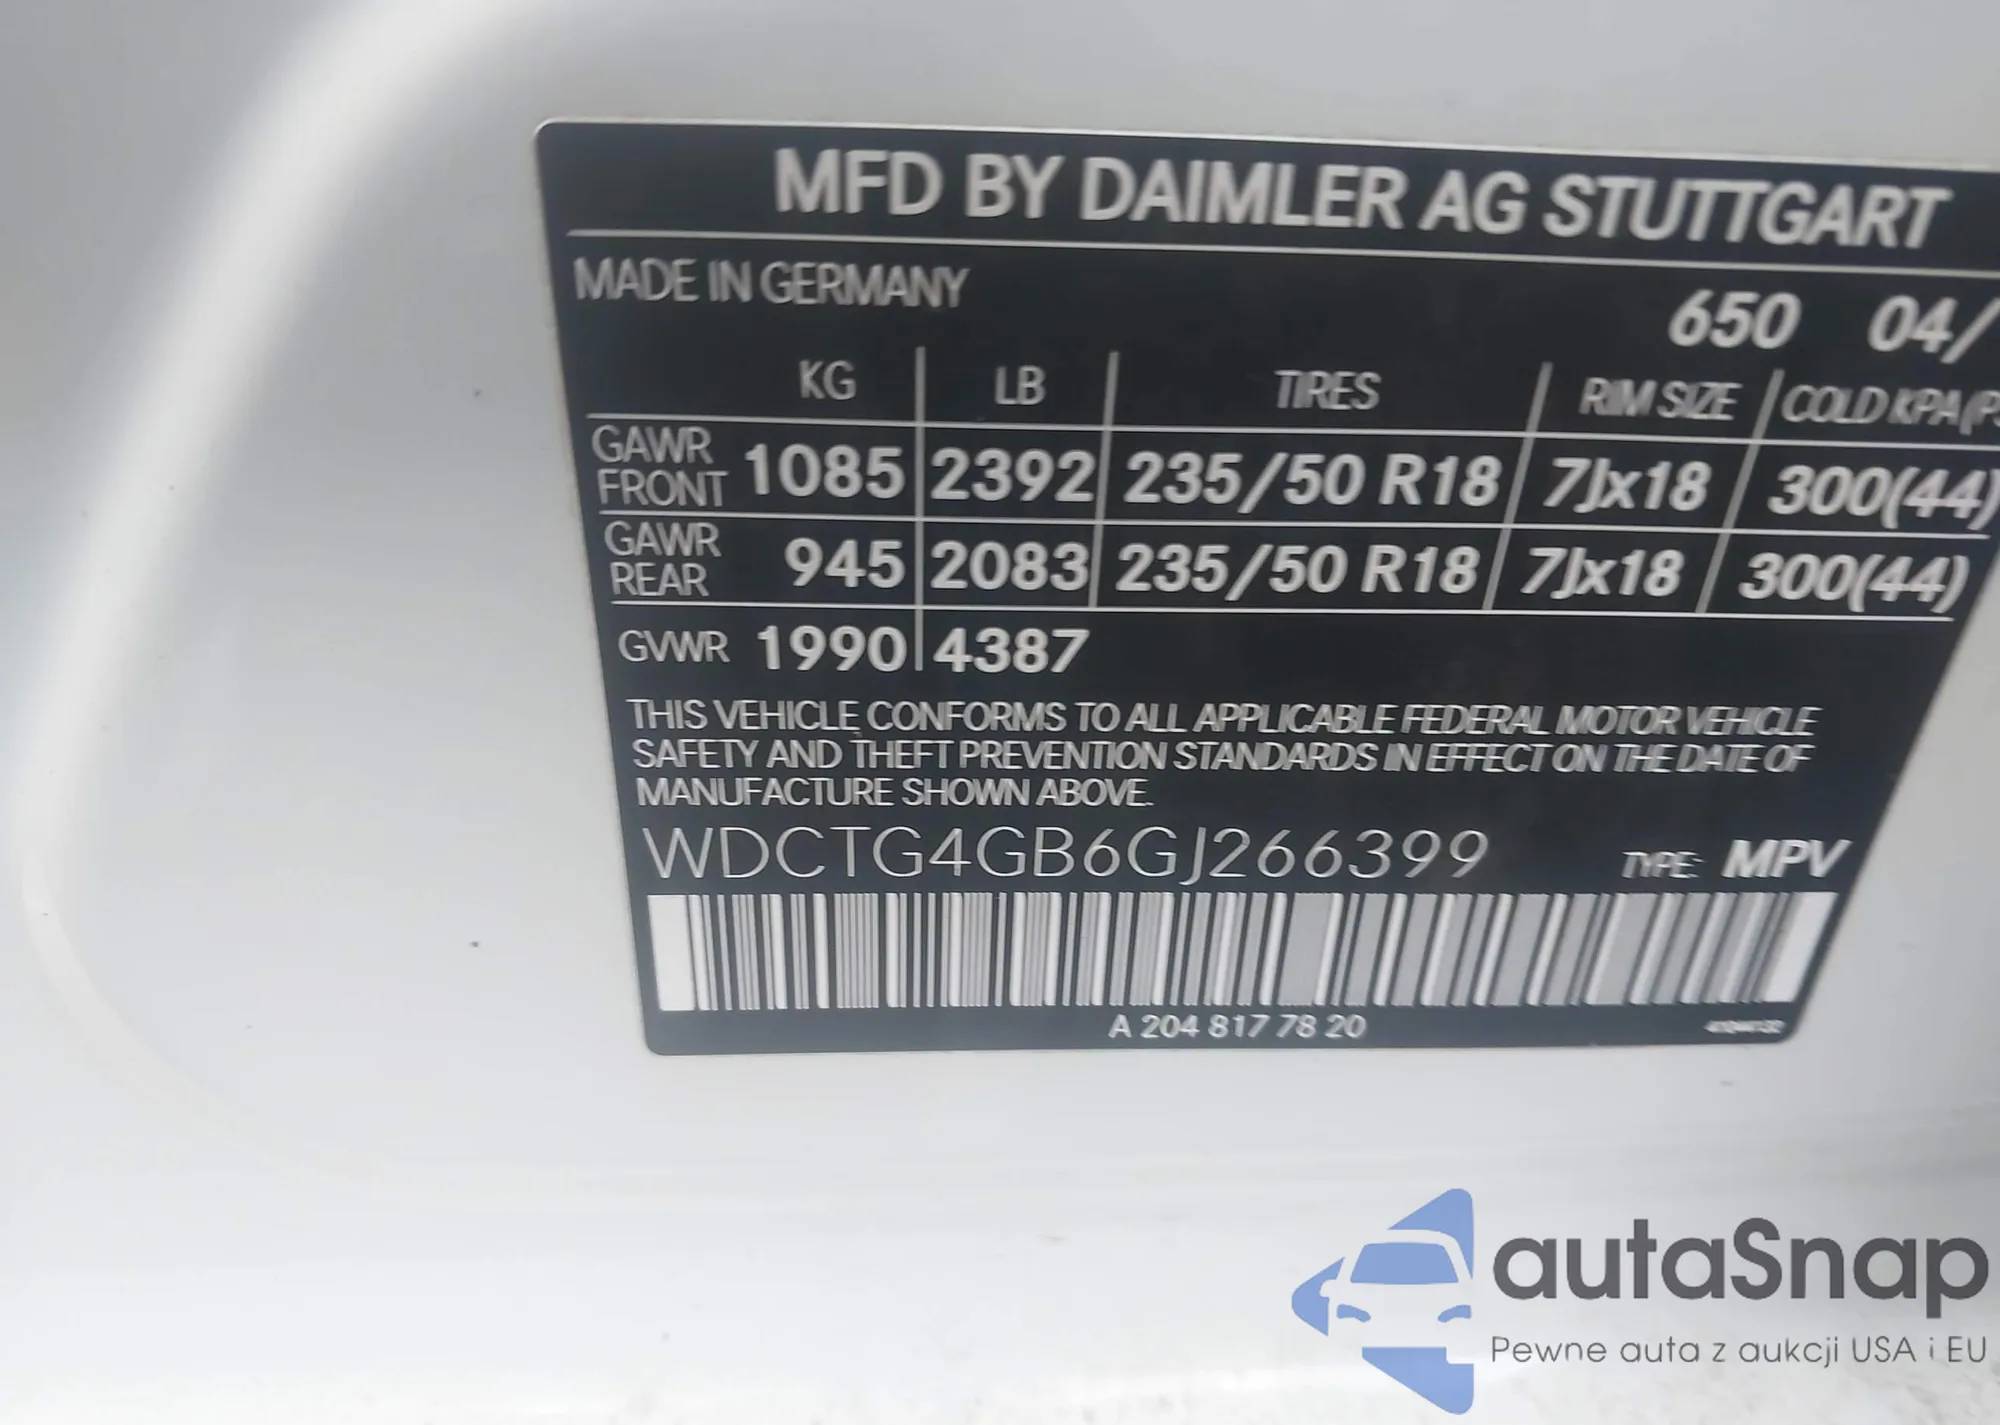 MFD BY DAIMLER AG STUTTGART
MADE IN GERMANY
650 04/
KG LB TIRES RIM SIZE COLD KPA(PS
GAWR FRONT 1085 2392 235/50 R18 7Jx18 300(44)
GAWR REAR 945 2083 235/50 R18 7Jx18 300(44)
GVWR 1990 4387
THIS VEHICLE CONFORMS TO ALL APPLICABLE FEDERAL MOTOR VEHICLE
SAFETY AND THEFT PREVENTION STANDARDS IN EFFECT ON THE DATE OF
MANUFACTURE SHOWN ABOVE.
WDCTG4GB6GJ266399 TYPE: MPV
A 204 817 78 20
autaSnap
Pewne auta z aukcji USA i EU